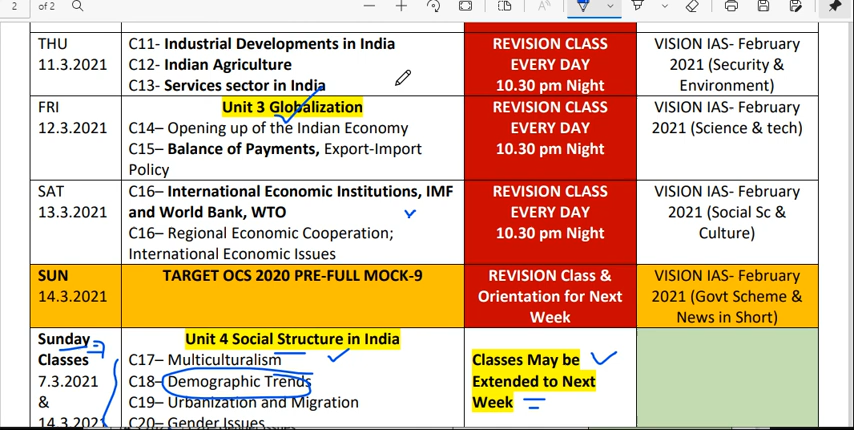 2 of 2
THU C11- Industrial Developments in India REVISION CLASS VISION IAS- February
11.3.2021 C12- Indian Agriculture EVERY DAY 2021 (Security &
C13- Services sector in India 10.30 pm Night Environment)
FRI Unit 3 Globalization REVISION CLASS VISION IAS- February
12.3.2021 C14– Opening up of the Indian Economy EVERY DAY 2021 (Science & tech)
C15– Balance of Payments, Export-Import 10.30 pm Night
Policy
SAT C16– International Economic Institutions, IMF REVISION CLASS VISION IAS- February
13.3.2021 and World Bank, WTO EVERY DAY 2021 (Social Sc &
C16– Regional Economic Cooperation; 10.30 pm Night Culture)
International Economic Issues
SUN TARGET OCS 2020 PRE-FULL MOCK-9 REVISION Class & VISION IAS- February
14.3.2021 Orientation for Next 2021 (Govt Scheme &
Week News in Short)
Sunday Unit 4 Social Structure in India
Classes C17– Multiculturalism Classes May be
7.3.2021 C18– Demographic Trends Extended to Next
& C19– Urbanization and Migration Week
14.3.2021 C20– Gender Issues